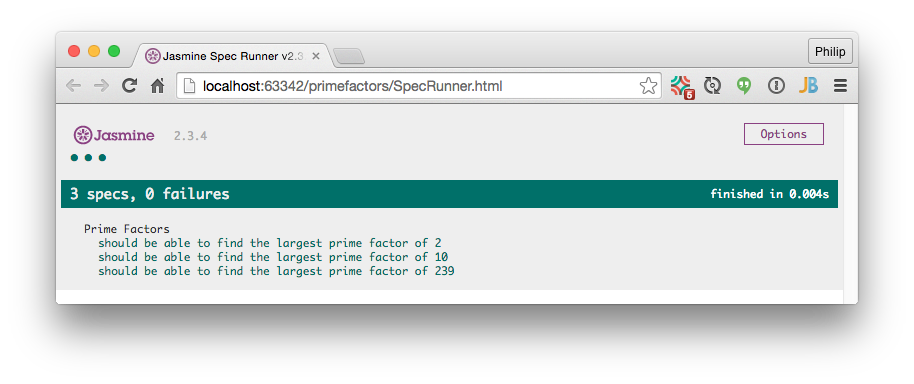 Jasmine Spec Runner v2.3
Philip
localhost:63342/primefactors/SpecRunner.html
5
JB
Jasmine 2.3.4
Options
3 specs, 0 failures
finished in 0.004s
Prime Factors
should be able to find the largest prime factor of 2
should be able to find the largest prime factor of 10
should be able to find the largest prime factor of 239